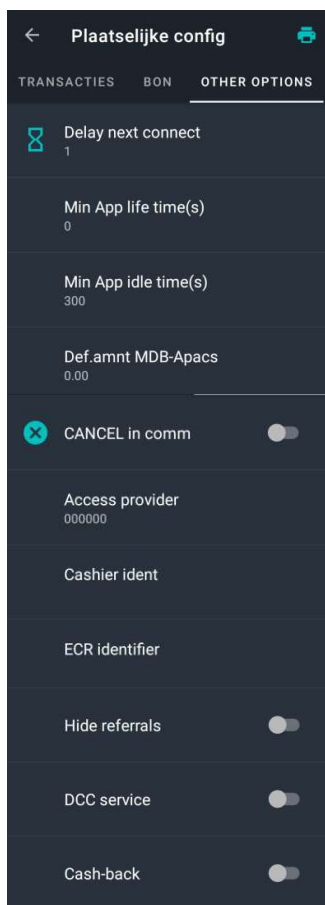 Plaatselijke config
TRANSACTIES BON OTHER OPTIONS
Delay next connect
1
Min App life time(s)
0
Min App idle time(s)
300
Def.amnt MDB-Apacs
0.00
CANCEL in comm
Access provider
000000
Cashier ident
ECR identifier
Hide referrals
DCC service
Cash-back